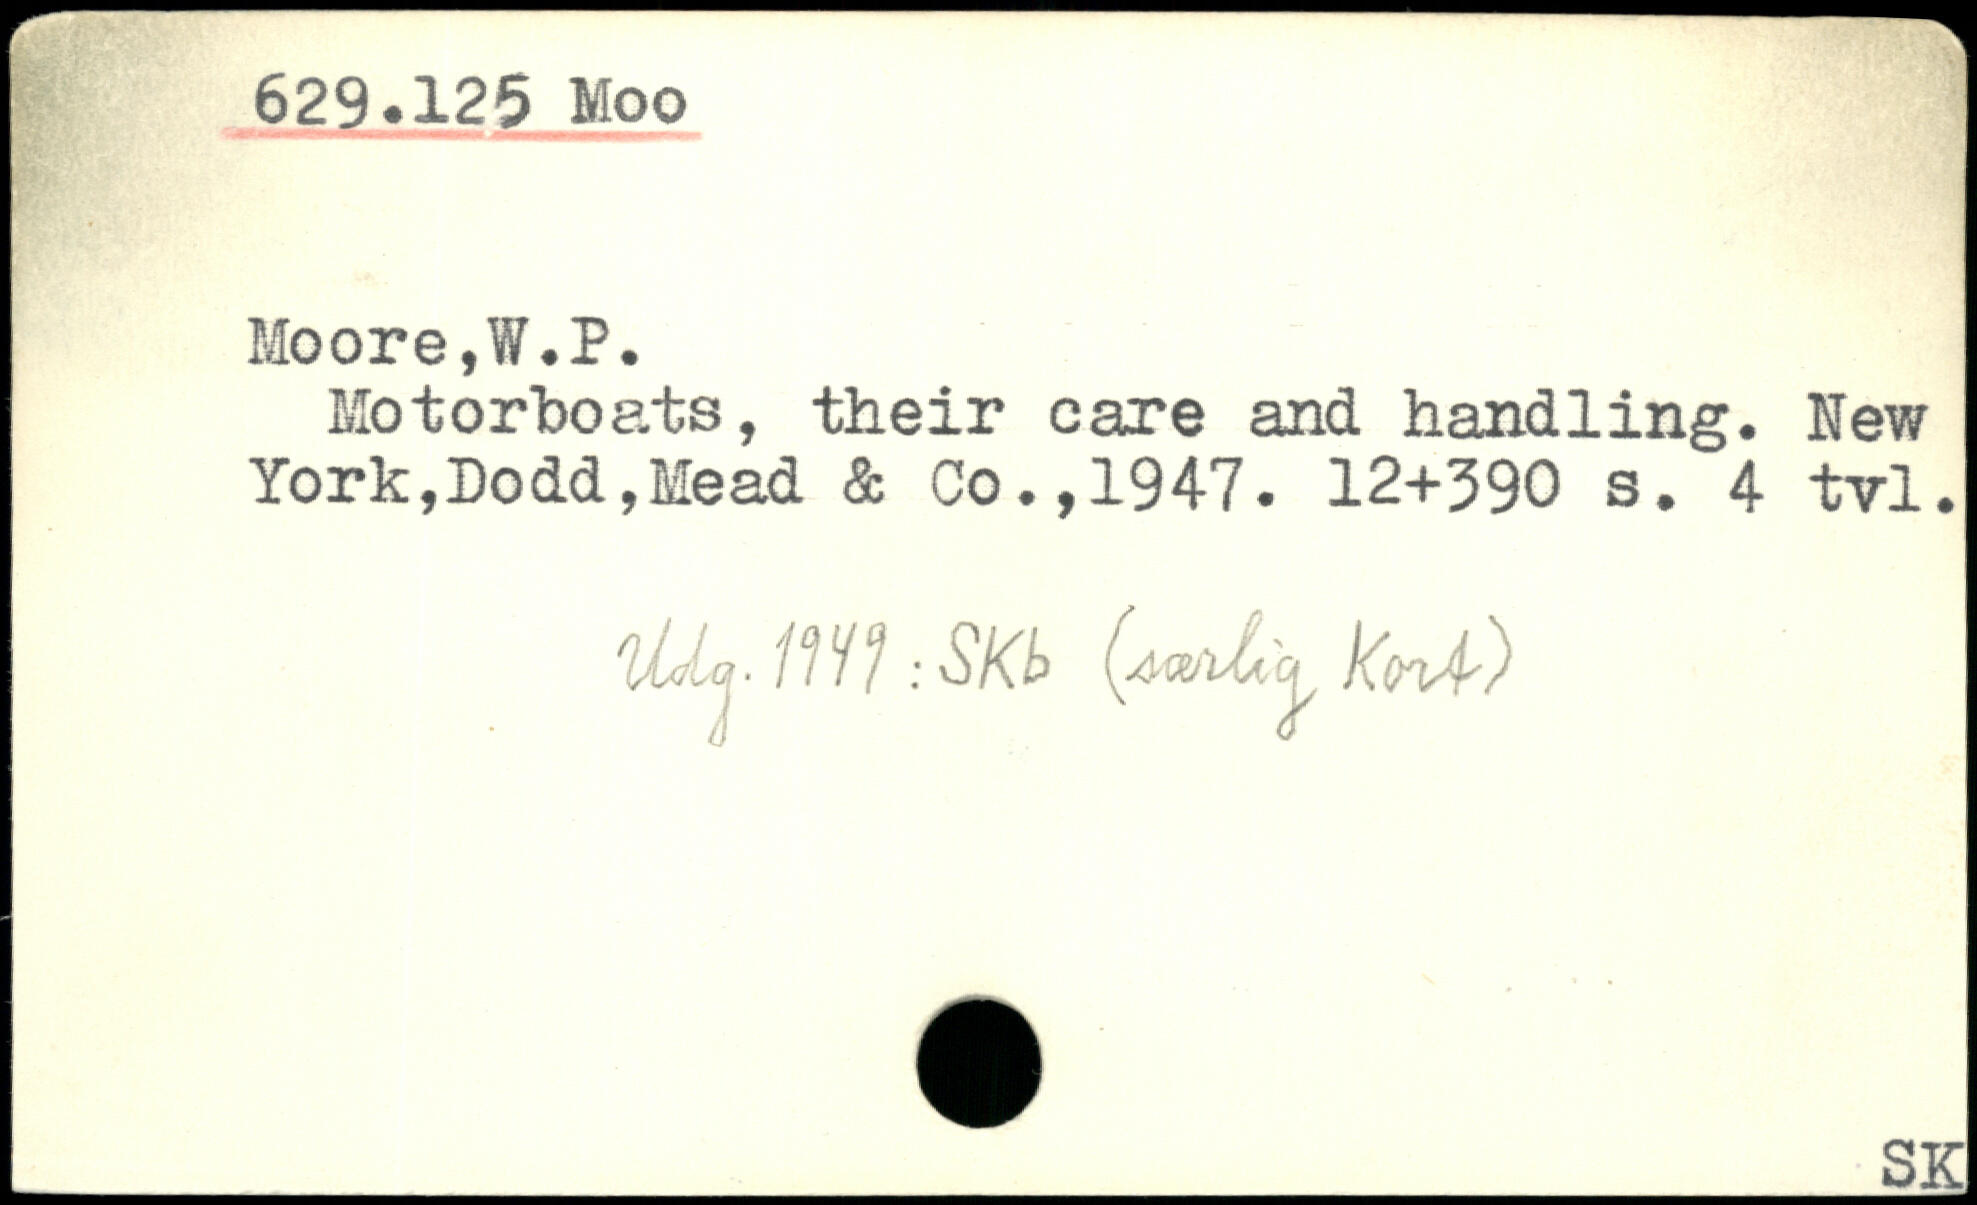 629.125 Moo
Moore,W.P.
Motorboats, their care and handling. New
York,Dodd,Mead & Co.,1947. 12+390 s. 4 tvl.
Udg. 1949: SKb (særlig Kort)
SK